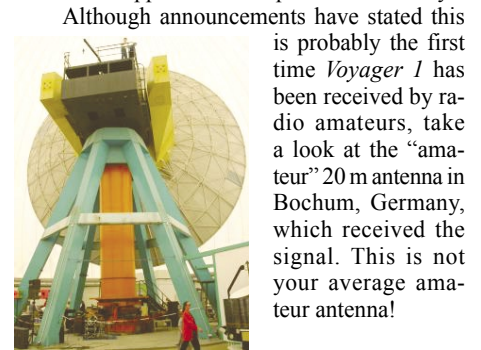 Although announcements have stated this
is probably the first
time Voyager 1 has
been received by ra-
dio amateurs, take
a look at the “ama-
teur” 20 m antenna in
Bochum, Germany,
which received the
signal. This is not
your average ama-
teur antenna!